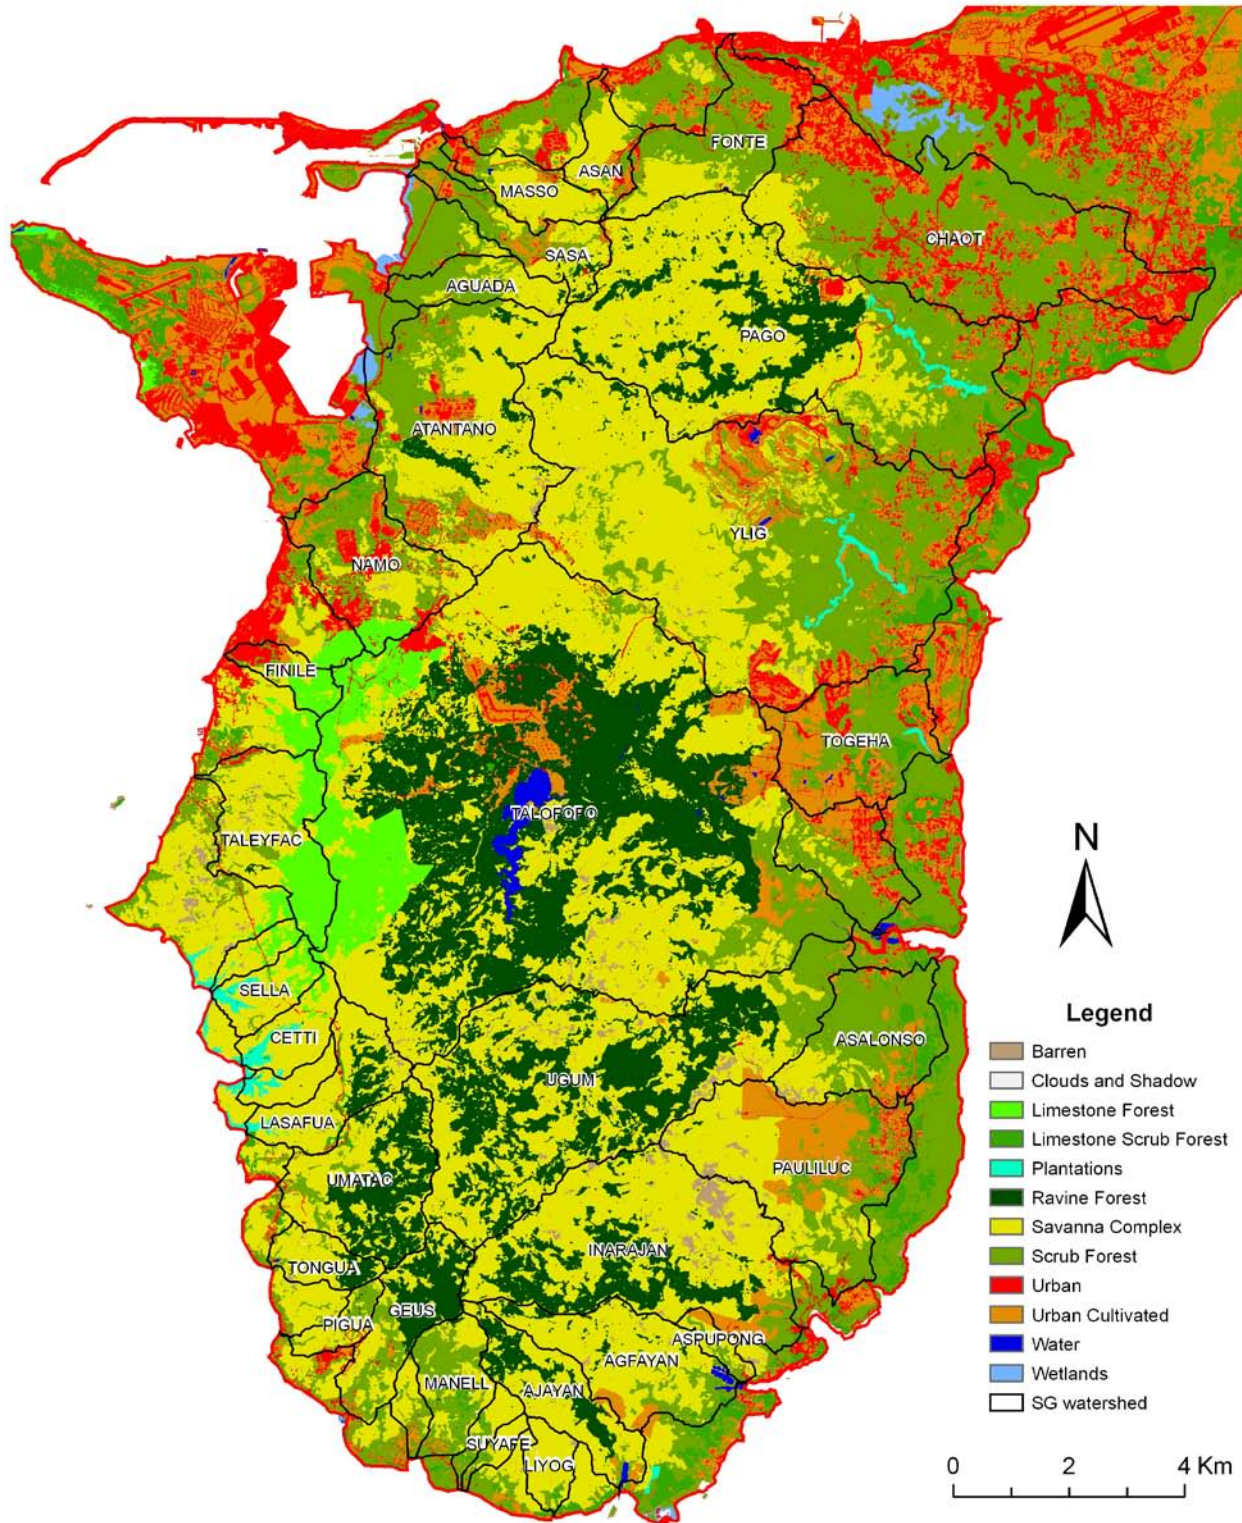 FONTE
ASAN
MASSO
CHAOT
SASA
AGUADA
PAGO
ATANTANO
YLIG
NAMO
FINILE
TOGEHA
TALOFOFO
TALEYFAC
N
SELLA
CETTI
ASALONSO
UGUM
LASAFUA
PAULILUC
UMATAC
INARAJAN
TONGUA
GEUS
PIGUA
ASPUPONG
AGFAYAN
MANELL
AJAYAN
SUYAFE
LIYOG
Legend
Barren
Clouds and Shadow
Limestone Forest
Limestone Scrub Forest
Plantations
Ravine Forest
Savanna Complex
Scrub Forest
Urban
Urban Cultivated
Water
Wetlands
SG watershed
0 2 4 Km